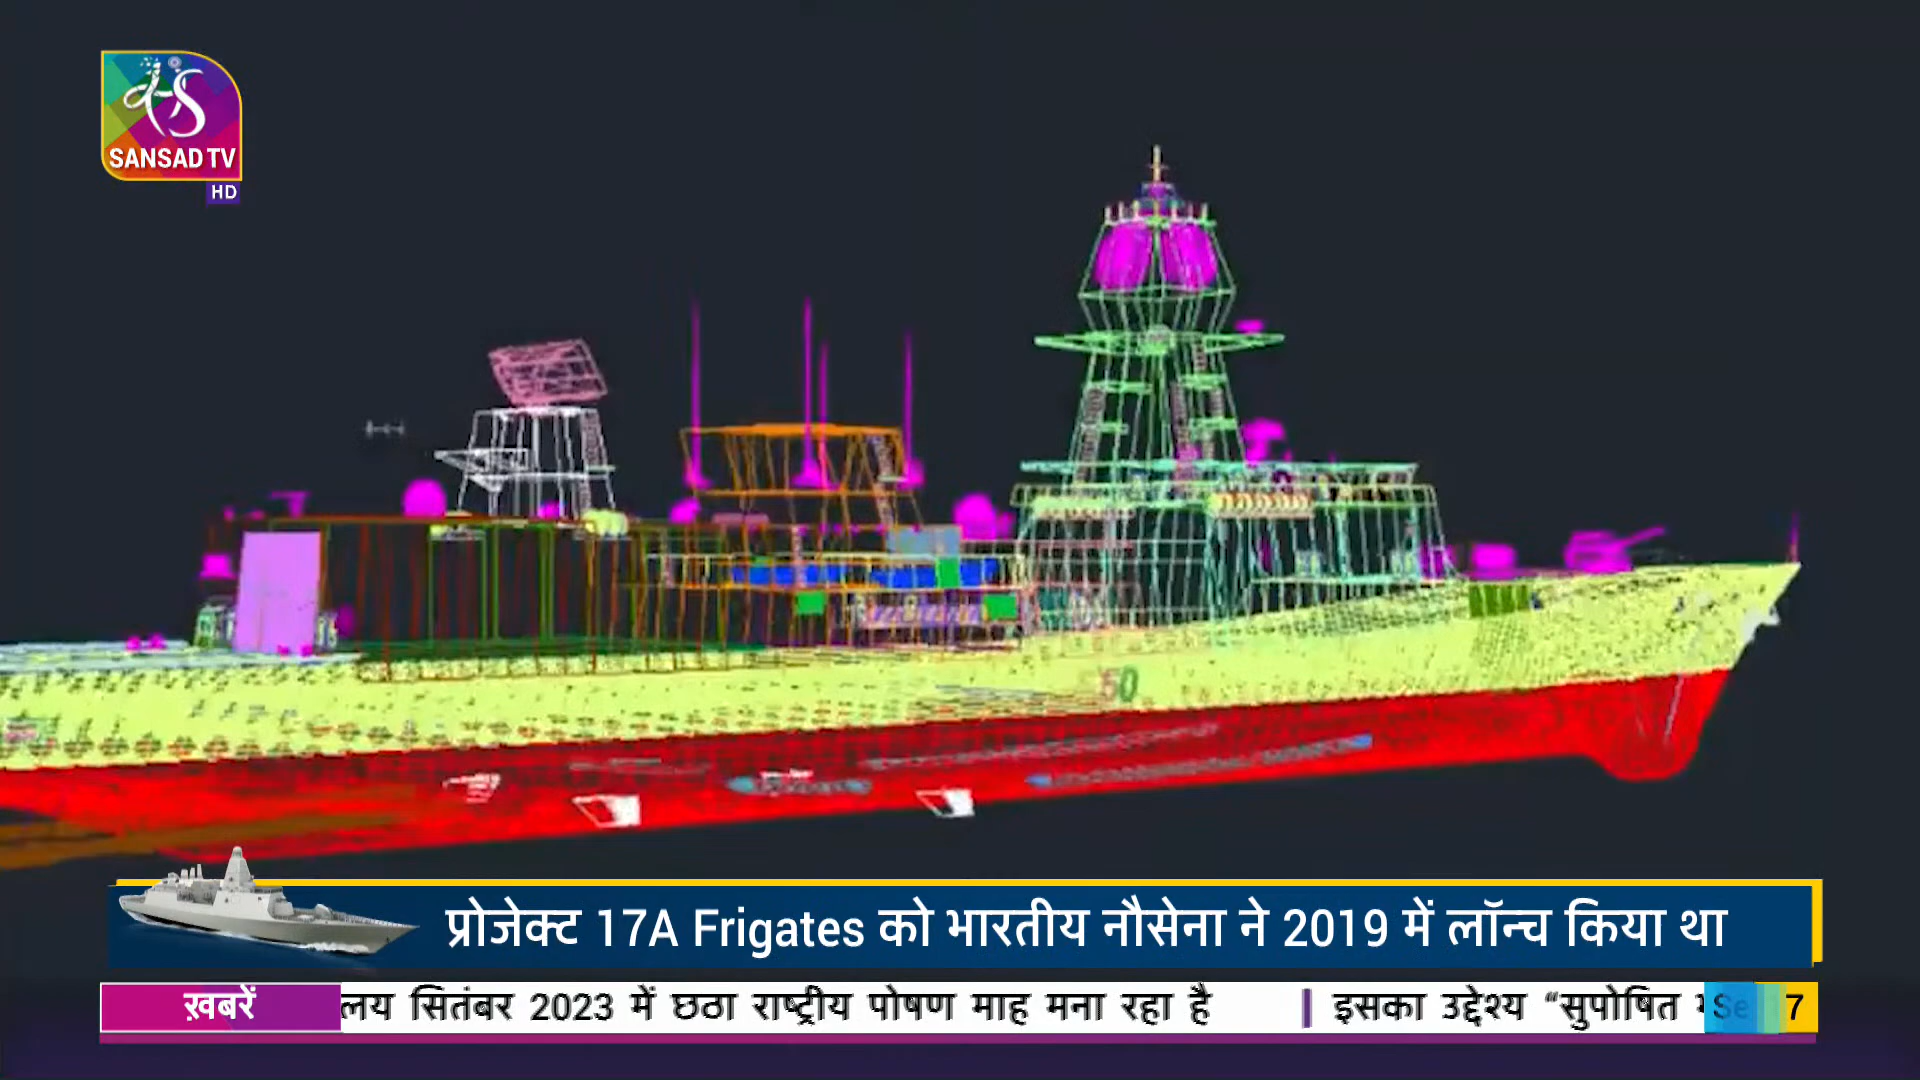 SANSAD TV
HD
50
प्रोजेक्ट 17A Frigates को भारतीय नौसेना ने 2019 में लॉन्च किया था
ख़बरें
लय सितंबर 2023 में छठा राष्ट्रीय पोषण माह मना रहा है | इसका उद्देश्य “सुपोषित
7